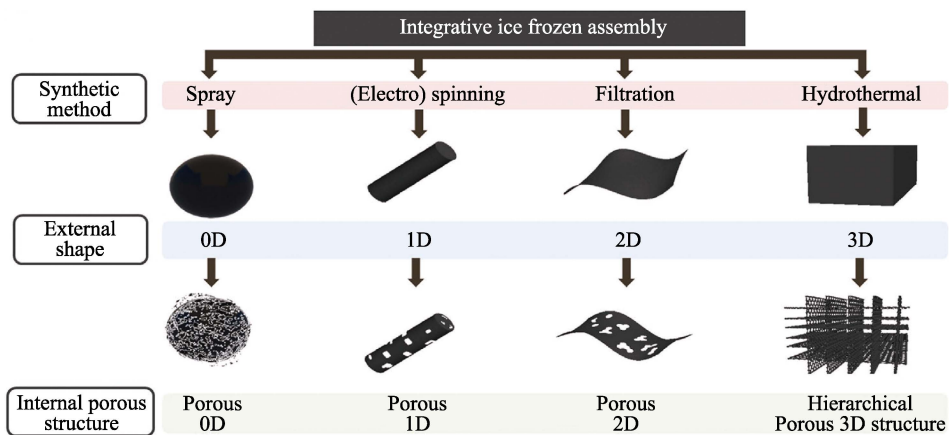 Integrative ice frozen assembly
Synthetic
method
Spray
(Electro) spinning
Filtration
Hydrothermal
External
shape
0D
1D
2D
3D
Internal porous
structure
Porous
0D
Porous
1D
Porous
2D
Hierarchical
Porous 3D structure